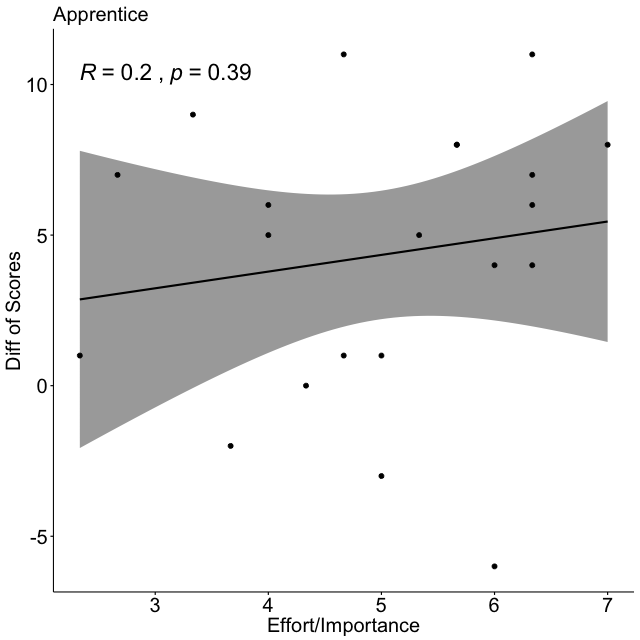 Apprentice
R = 0.2 , p = 0.39
Diff of Scores
10
5
0
-5
3 4 5 6 7
Effort/Importance